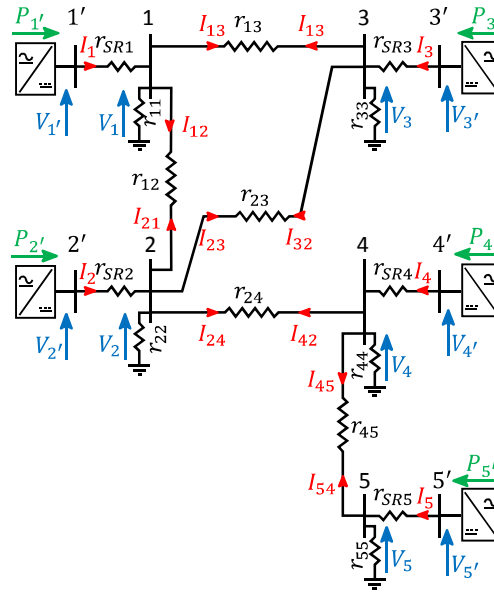 P1′ 1′ I1 rSR1 1 I13 r13 I13 3 rSR3 I3 3′ P3
V1′ V1 r11 I12 r33 V3 V3′
r12
r23
I21 I23 I32
P2′ 2′ I2 rSR2 2 r24 4 rSR4 I4 4′ P4
V2′ V2 r22 I24 I42 r44 V4 V4′
I45
r45
I54 5 rSR5 I5 5′ P5′
r55 V5 V5′